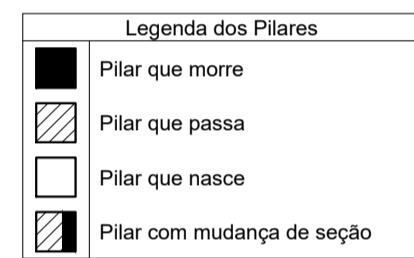 Legenda dos Pilares
Pilar que morre
Pilar que passa
Pilar que nasce
Pilar com mudança de seção